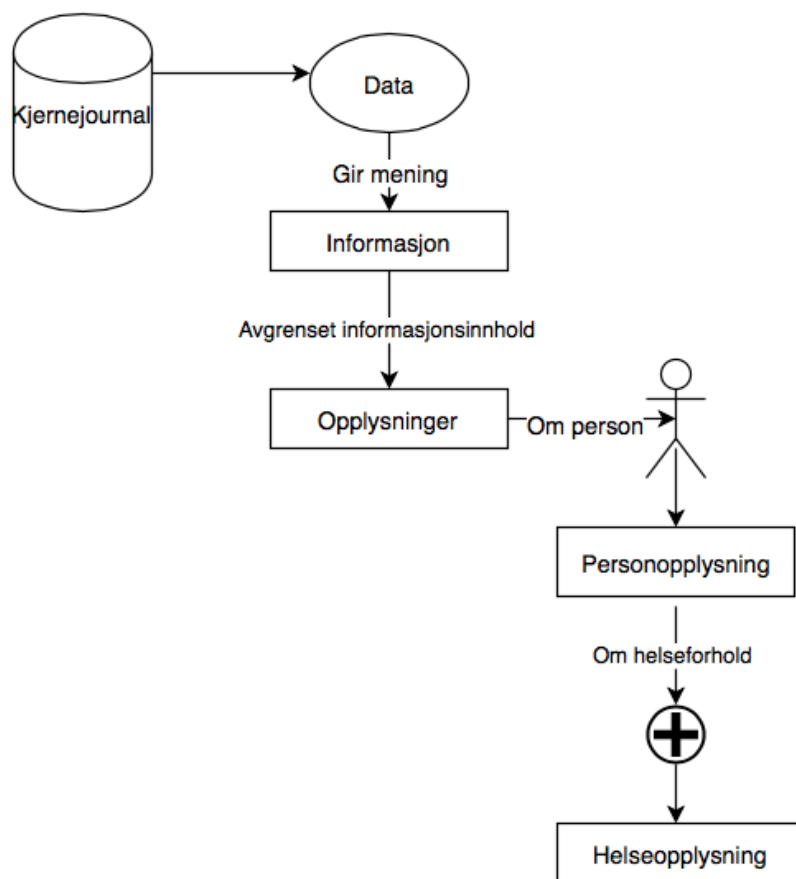 Kjernejournal
Data
Gir mening
Informasjon
Avgrenset informasjonsinnhold
Opplysninger
Om person
Personopplysning
Om helseforhold
Helseopplysning